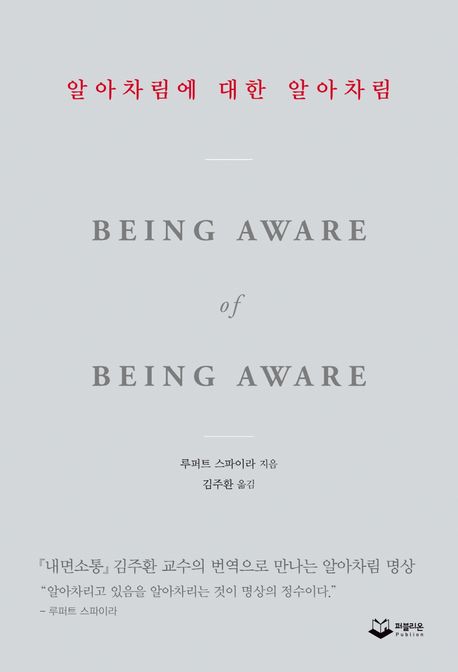 알아차림에 대한 알아차림
BEING AWARE
of
BEING AWARE
루퍼트 스파이라 지음
김주환 옮김
『내면소통』 김주환 교수의 번역으로 만나는 알아차림 명상
“알아차리고 있음을 알아차리는 것이 명상의 정수이다.”
– 루퍼트 스파이라
퍼블리온
Publion